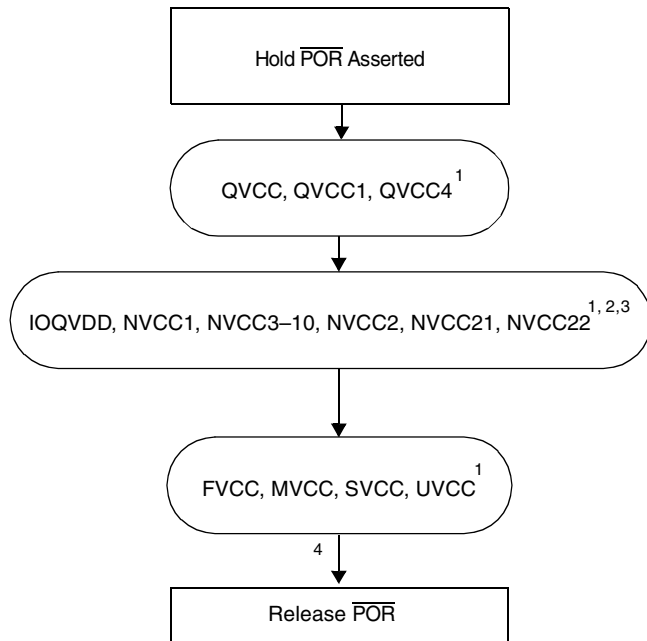 Hold POR Asserted
QVCC, QVCC1, QVCC4 1
IOQVDD, NVCC1, NVCC3–10, NVCC2, NVCC21, NVCC22 1, 2,3
FVCC, MVCC, SVCC, UVCC 1
4
Release POR